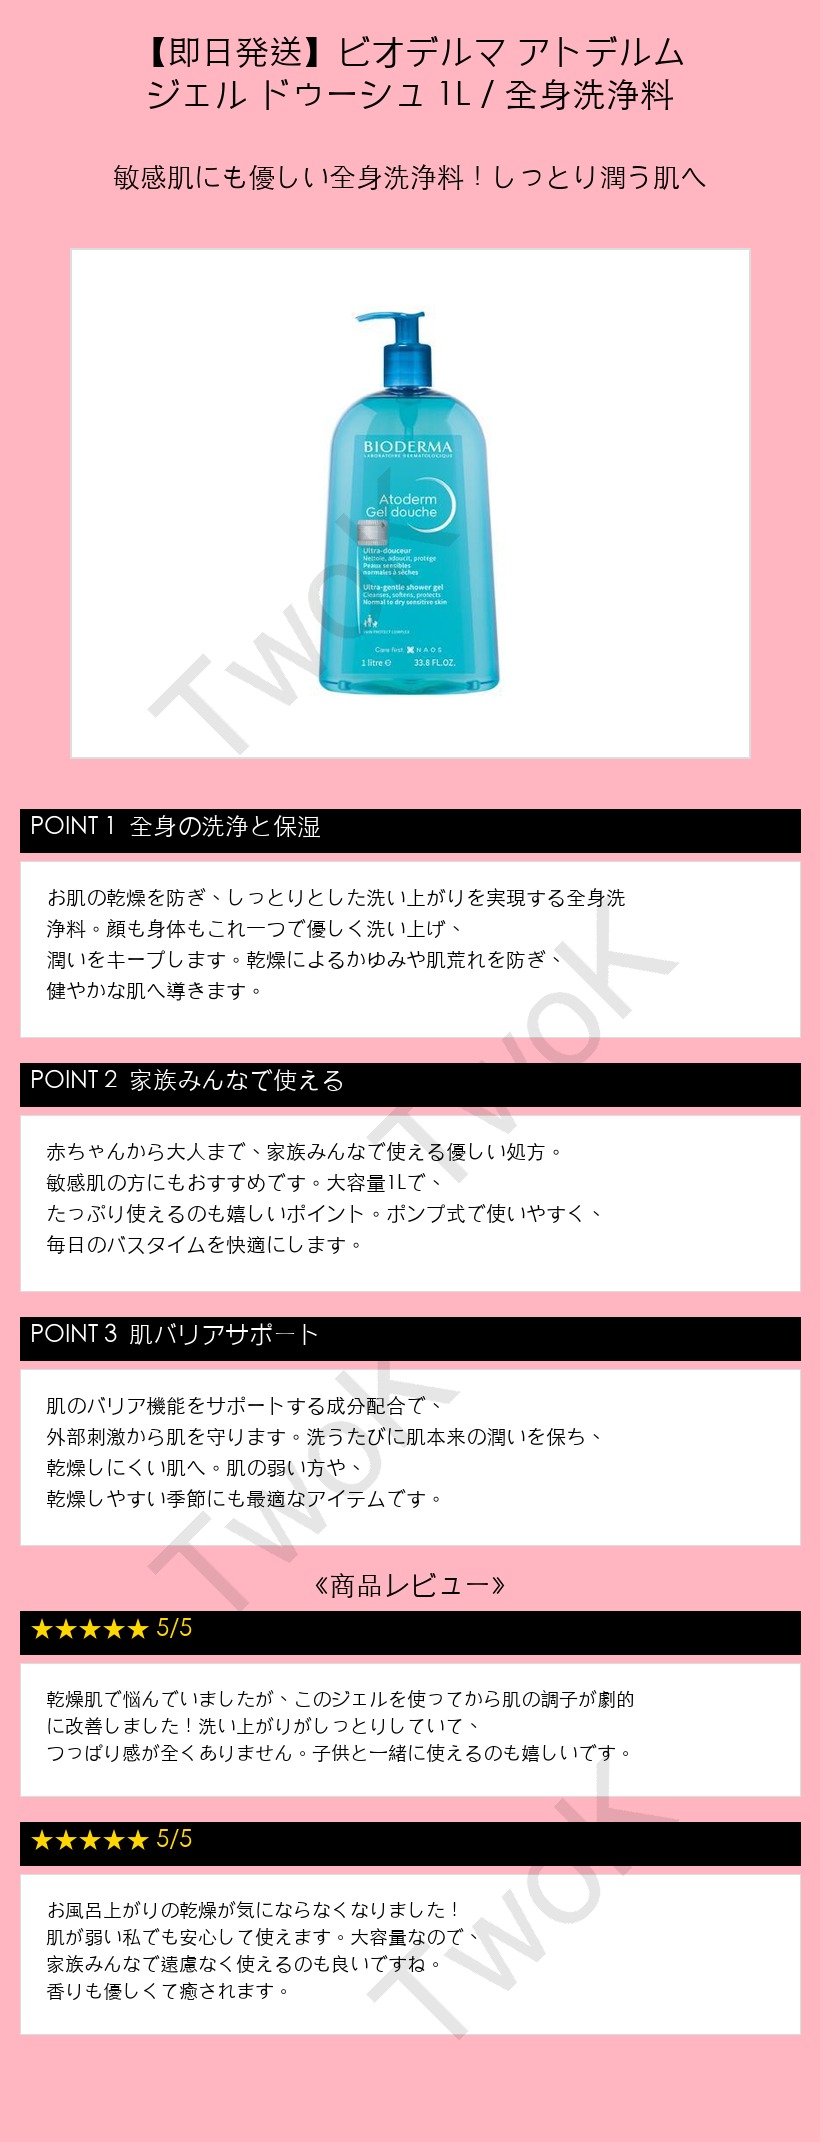 【即日発送】ビオデルマ アトデルム
ジェル ドゥーシュ 1L / 全身洗浄料
敏感肌にも優しい全身洗浄料！しっとり潤う肌へ
BIODERMA
LABORATOIRE DERMATOLOGIQUE
Atoderm
Gel douche
Ultra-douceur
Nettoie, adoucit, protège
Peaux sensibles
normales à sèches
Ultra-gentle shower gel
Cleanses, softens, protects
Normal to dry sensitive skin
SKIN PROTECT COMPLEX
Care first. NAOS
1 litre ℮ 33.8 FL.OZ.
TwoK
POINT 1 全身の洗浄と保湿
お肌の乾燥を防ぎ、しっとりとした洗い上がりを実現する全身洗
浄料。顔も身体もこれ一つで優しく洗い上げ、
潤いをキープします。乾燥によるかゆみや肌荒れを防ぎ、
健やかな肌へ導きます。
TwoK
POINT 2 家族みんなで使える
赤ちゃんから大人まで、家族みんなで使える優しい処方。
敏感肌の方にもおすすめです。大容量1Lで、
たっぷり使えるのも嬉しいポイント。ポンプ式で使いやすく、
毎日のバスタイムを快適にします。
POINT 3 肌バリアサポート
肌のバリア機能をサポートする成分配合で、
外部刺激から肌を守ります。洗うたびに肌本来の潤いを保ち、
乾燥しにくい肌へ。肌の弱い方や、
乾燥しやすい季節にも最適なアイテムです。
TwoK
《商品レビュー》
★★★★★ 5/5
乾燥肌で悩んでいましたが、このジェルを使ってから肌の調子が劇的
に改善しました！洗い上がりがしっとりしていて、
つっぱり感が全くありません。子供と一緒に使えるのも嬉しいです。
★★★★★ 5/5
お風呂上がりの乾燥が気にならなくなりました！
肌が弱い私でも安心して使えます。大容量なので、
家族みんなで遠慮なく使えるのも良いですね。
香りも優しくて癒されます。
TwoK